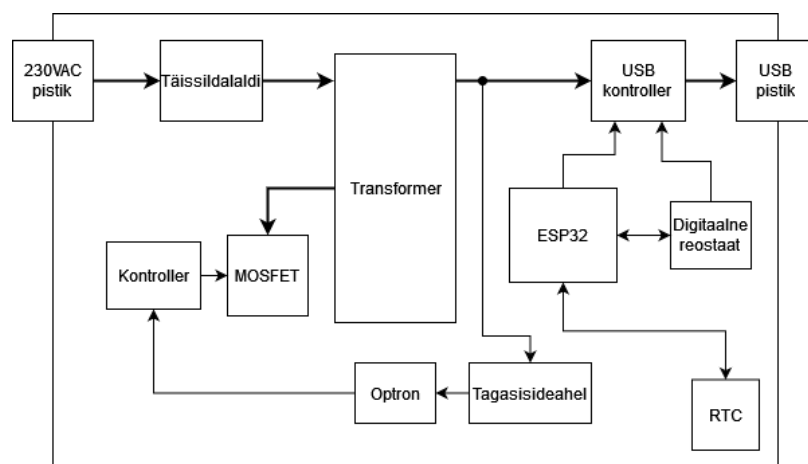 230VAC
pistik
Täissildalaldi
USB
kontroller
USB
pistik
Transformer
ESP32
Digitaalne
reostaat
Kontroller
MOSFET
Optron
Tagasisideahel
RTC